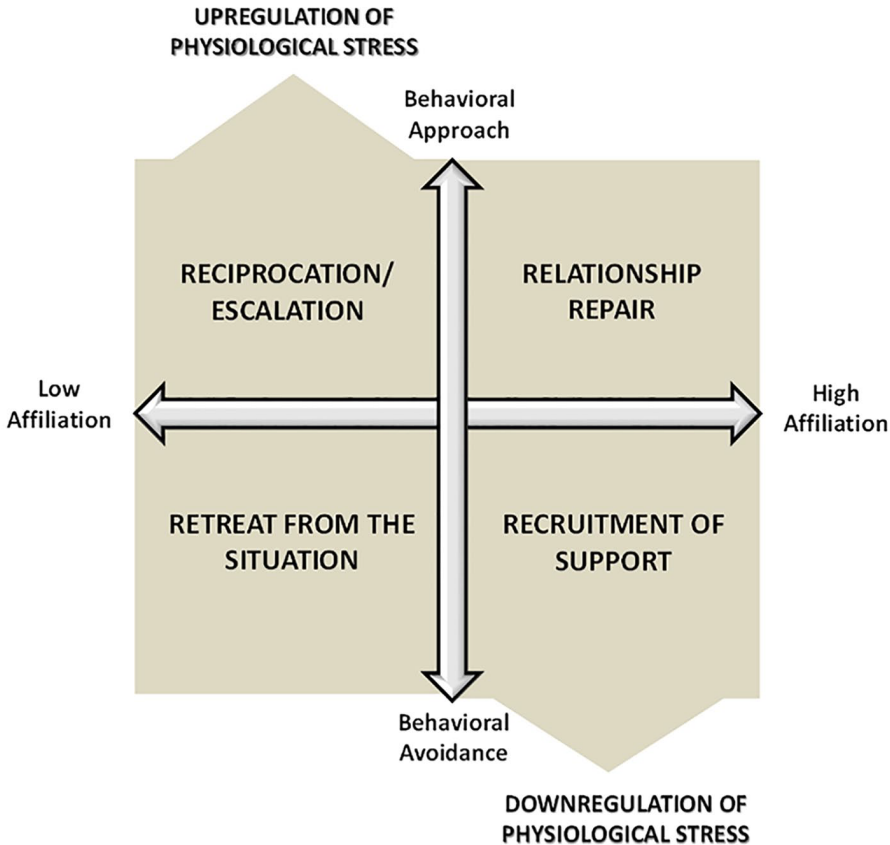 UPREGULATION OF
PHYSIOLOGICAL STRESS
Behavioral
Approach
RECIPROCATION/
ESCALATION
RELATIONSHIP
REPAIR
Low
Affiliation
High
Affiliation
RETREAT FROM THE
SITUATION
RECRUITMENT OF
SUPPORT
Behavioral
Avoidance
DOWNREGULATION OF
PHYSIOLOGICAL STRESS